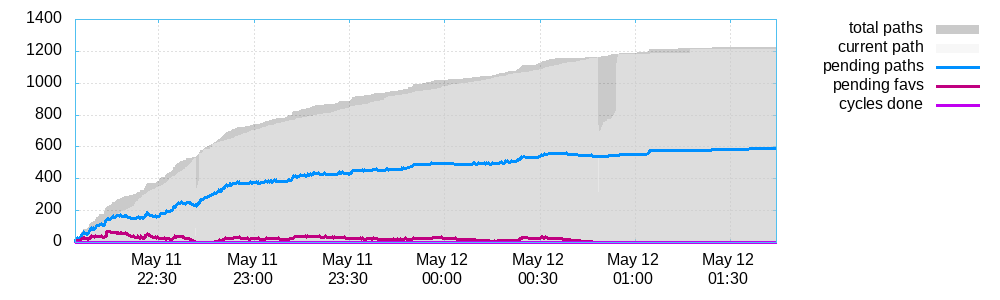 1400
1200
1000
800
600
400
200
0
May 11 22:30
May 11 23:00
May 11 23:30
May 12 00:00
May 12 00:30
May 12 01:00
May 12 01:30
total paths
current path
pending paths
pending favs
cycles done